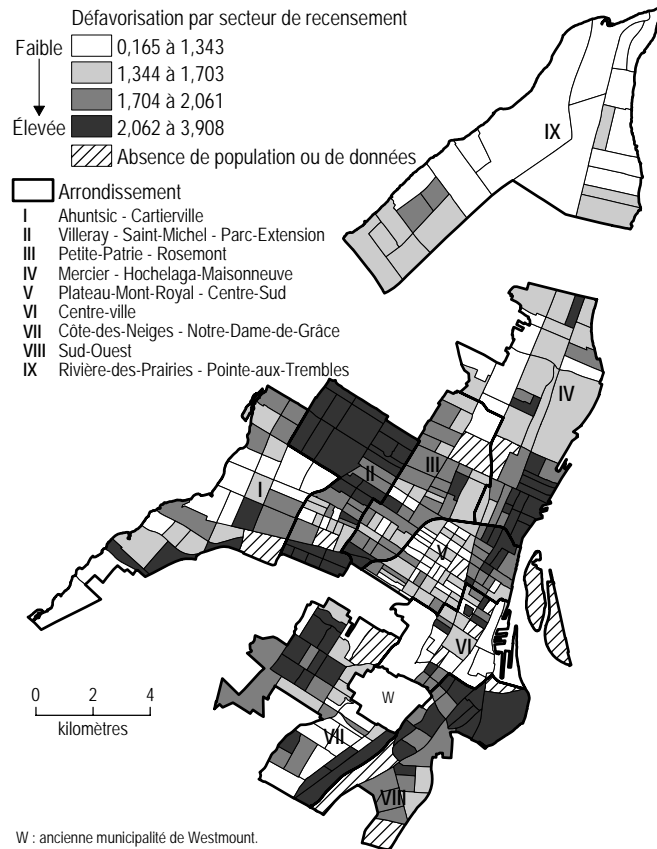 Défavorisation par secteur de recensement
Faible
0,165 à 1,343
1,344 à 1,703
1,704 à 2,061
Élevée
2,062 à 3,908
Absence de population ou de données
Arrondissement
I Ahuntsic - Cartierville
II Villeray - Saint-Michel - Parc-Extension
III Petite-Patrie - Rosemont
IV Mercier - Hochelaga-Maisonneuve
V Plateau-Mont-Royal - Centre-Sud
VI Centre-ville
VII Côte-des-Neiges - Notre-Dame-de-Grâce
VIII Sud-Ouest
IX Rivière-des-Prairies - Pointe-aux-Trembles
IX
IV
III
II
I
V
VI
W
VII
VIII
0 2 4
kilomètres
W : ancienne municipalité de Westmount.